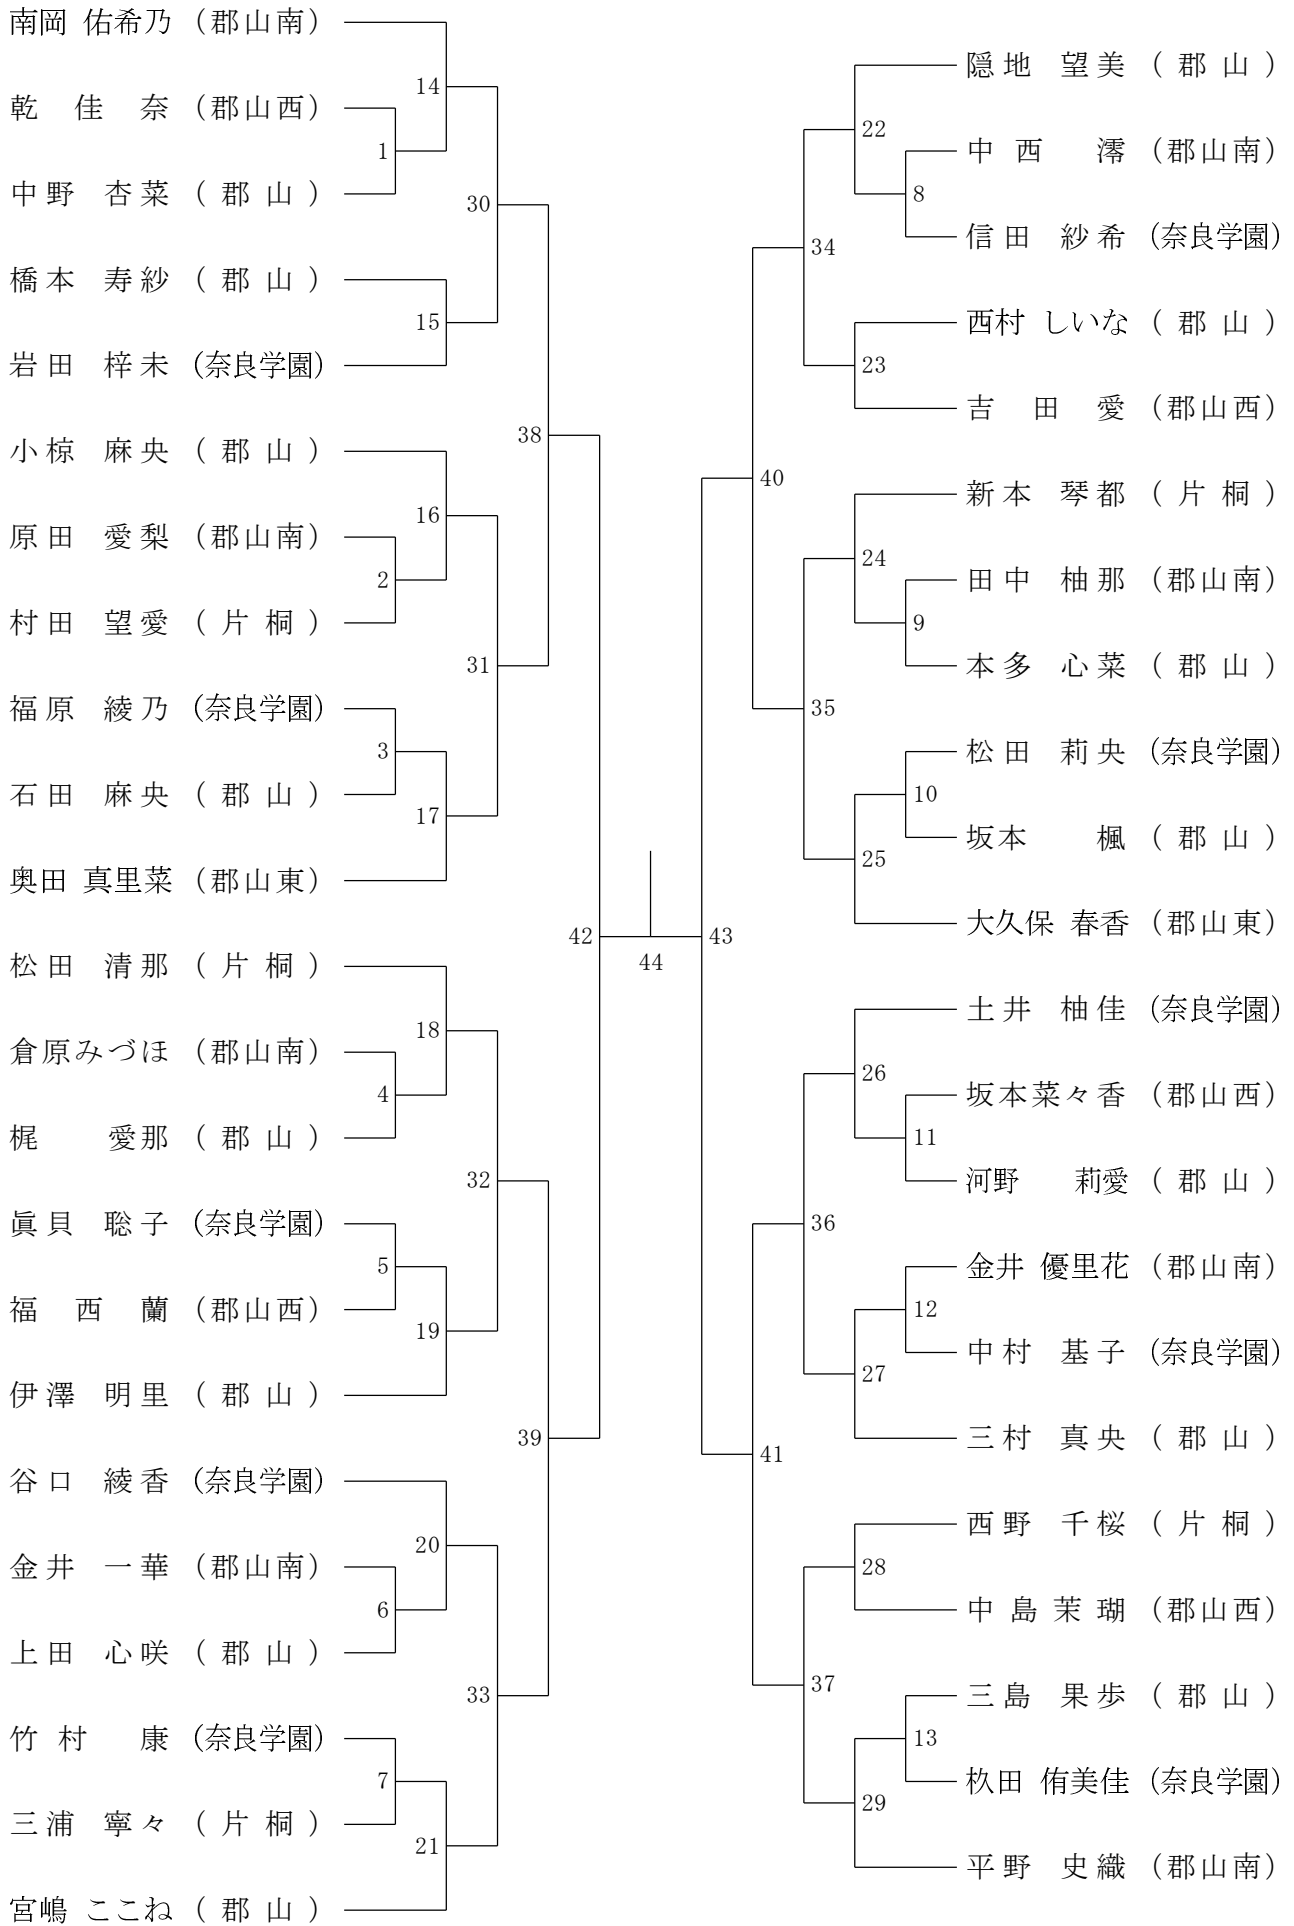 南岡 佑希乃 (郡山南)
14
乾 佳 奈 (郡山西)
1
中野 杏菜 (郡 山)
30
橋本 寿紗 (郡 山)
15
岩田 梓未 (奈良学園)
38
小椋 麻央 (郡 山)
16
原田 愛梨 (郡山南)
2
村田 望愛 (片 桐)
31
福原 綾乃 (奈良学園)
3
石田 麻央 (郡 山)
17
奥田 真里菜 (郡山東)
42
松田 清那 (片 桐)
18
倉原みづほ (郡山南)
4
梶 愛那 (郡 山)
32
眞貝 聡子 (奈良学園)
5
福 西 蘭 (郡山西)
19
伊澤 明里 (郡 山)
39
谷口 綾香 (奈良学園)
20
金井 一華 (郡山南)
6
上田 心咲 (郡 山)
33
竹村 康 (奈良学園)
7
三浦 寧々 (片 桐)
21
宮嶋 ここね (郡 山)
44
隠地 望美 (郡 山)
22
中西 澪 (郡山南)
8
信田 紗希 (奈良学園)
34
西村 しいな (郡 山)
23
吉 田 愛 (郡山西)
40
新本 琴都 (片 桐)
24
田中 柚那 (郡山南)
9
本多 心菜 (郡 山)
35
松田 莉央 (奈良学園)
10
坂本 楓 (郡 山)
25
大久保 春香 (郡山東)
43
土井 柚佳 (奈良学園)
26
坂本菜々香 (郡山西)
11
河野 莉愛 (郡 山)
36
金井 優里花 (郡山南)
12
中村 基子 (奈良学園)
27
三村 真央 (郡 山)
41
西野 千桜 (片 桐)
28
中島茉瑚 (郡山西)
37
三島 果歩 (郡 山)
13
杦田 侑美佳 (奈良学園)
29
平野 史織 (郡山南)